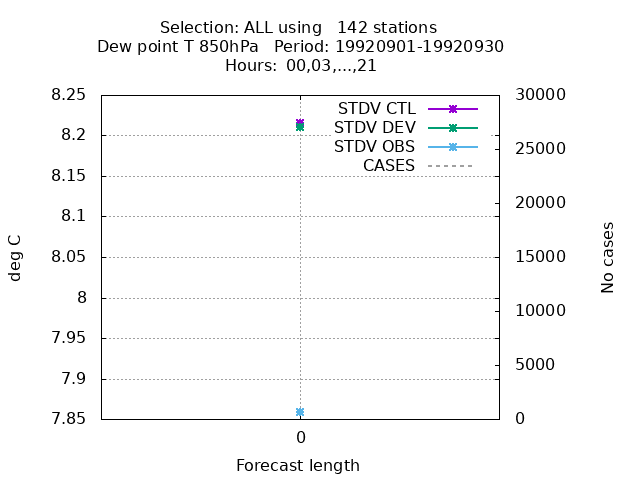 Selection: ALL using   142 stations
Dew point T 850hPa   Period: 19920901-19920930
Hours: 00,03,...,21
8.25
8.2
8.15
8.1
8.05
8
7.95
7.9
7.85
deg C
STDV CTL
STDV DEV
STDV OBS
CASES
30000
25000
20000
15000
10000
5000
0
No cases
0
Forecast length